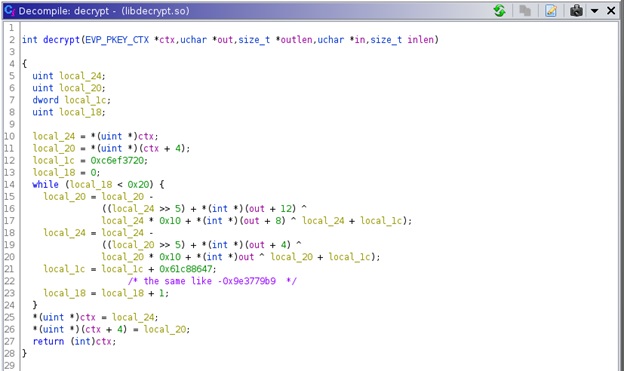 Decompile: decrypt - (libdecrypt.so)
1
2 int decrypt(EVP_PKEY_CTX *ctx,uchar *out,size_t *outlen,uchar *in,size_t inlen)
3
4 {
5 uint local_24;
6 uint local_20;
7 dword local_1c;
8 uint local_18;
9
10 local_24 = *(uint *)ctx;
11 local_20 = *(uint *)(ctx + 4);
12 local_1c = 0xc6ef3720;
13 local_18 = 0;
14 while (local_18 < 0x20) {
15 local_20 = local_20 -
16 ((local_24 >> 5) + *(int *)(out + 12) ^
17 local_24 * 0x10 + *(int *)(out + 8) ^ local_24 + local_1c);
18 local_24 = local_24 -
19 ((local_20 >> 5) + *(int *)(out + 4) ^
20 local_20 * 0x10 + *(int *)out ^ local_20 + local_1c);
21 local_1c = local_1c + 0x61c88647;
22 /* the same like -0x9e3779b9 */
23 local_18 = local_18 + 1;
24 }
25 *(uint *)ctx = local_24;
26 *(uint *)(ctx + 4) = local_20;
27 return (int)ctx;
28 }
29